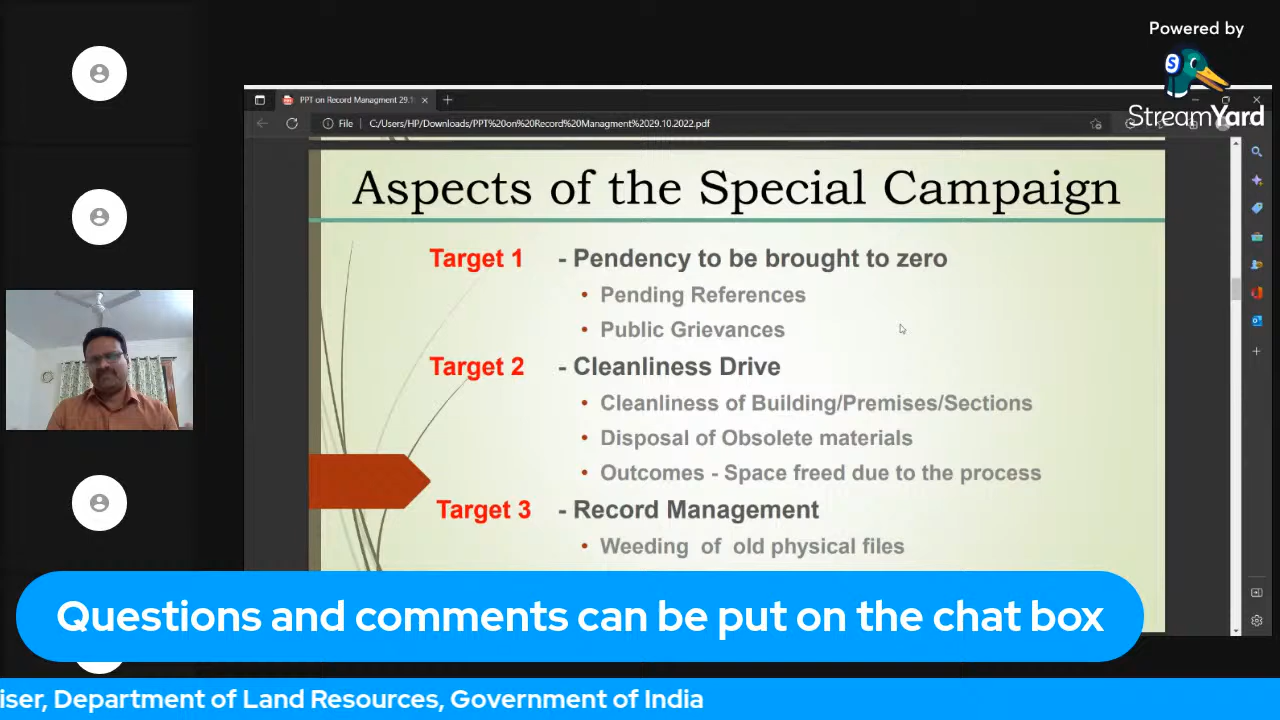 Powered by
StreamYard
PPT on Record Managment 29.1
File C:/Users/HP/Downloads/PPT%20on%20Record%20Managment%2029.10.2022.pdf
Aspects of the Special Campaign
Target 1 - Pendency to be brought to zero
• Pending References
• Public Grievances
Target 2 - Cleanliness Drive
• Cleanliness of Building/Premises/Sections
• Disposal of Obsolete materials
• Outcomes - Space freed due to the process
Target 3 - Record Management
• Weeding of old physical files
Questions and comments can be put on the chat box
iser, Department of Land Resources, Government of India